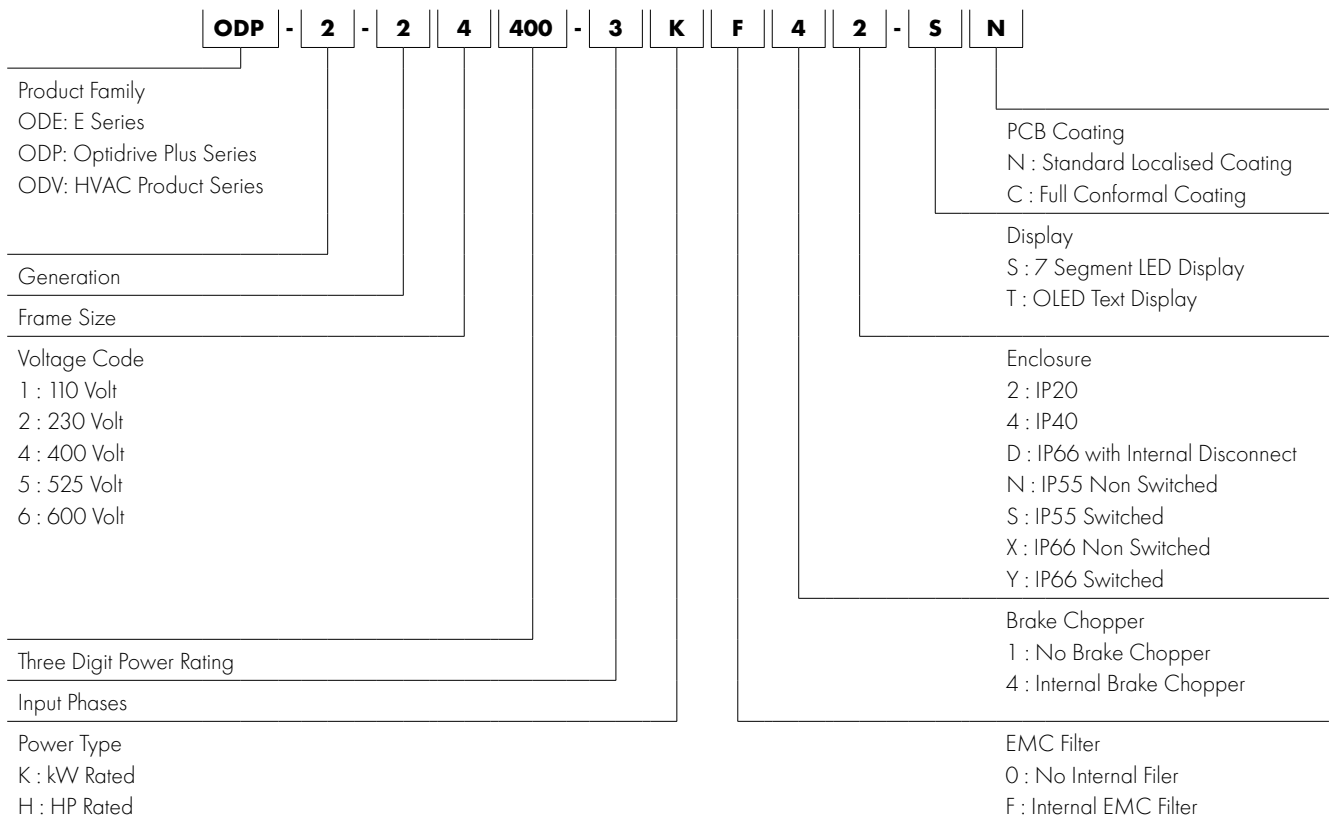 ODP - 2 - 2 4 400 - 3 K F 4 2 - S N
Product Family
ODE: E Series
ODP: Optidrive Plus Series
ODV: HVAC Product Series
Generation
Frame Size
Voltage Code
1 : 110 Volt
2 : 230 Volt
4 : 400 Volt
5 : 525 Volt
6 : 600 Volt
Three Digit Power Rating
Input Phases
Power Type
K : kW Rated
H : HP Rated
PCB Coating
N : Standard Localised Coating
C : Full Conformal Coating
Display
S : 7 Segment LED Display
T : OLED Text Display
Enclosure
2 : IP20
4 : IP40
D : IP66 with Internal Disconnect
N : IP55 Non Switched
S : IP55 Switched
X : IP66 Non Switched
Y : IP66 Switched
Brake Chopper
1 : No Brake Chopper
4 : Internal Brake Chopper
EMC Filter
0 : No Internal Filer
F : Internal EMC Filter